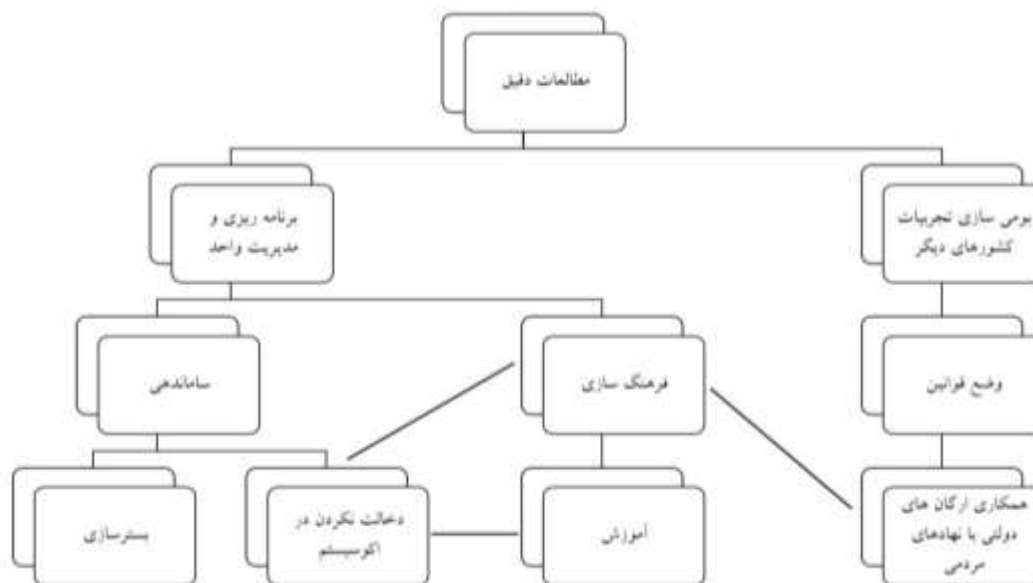 مطالعات دقیق
بومی سازی تجربیات
کشورهای دیگر
برنامه ریزی و
مدیریت واحد
وضع قوانین
فرهنگ سازی
ساماندهی
همکاری ارگان های
دولتی با نهادهای
مردمی
آموزش
دخالت نکردن در
اکوسیستم
بسترسازی